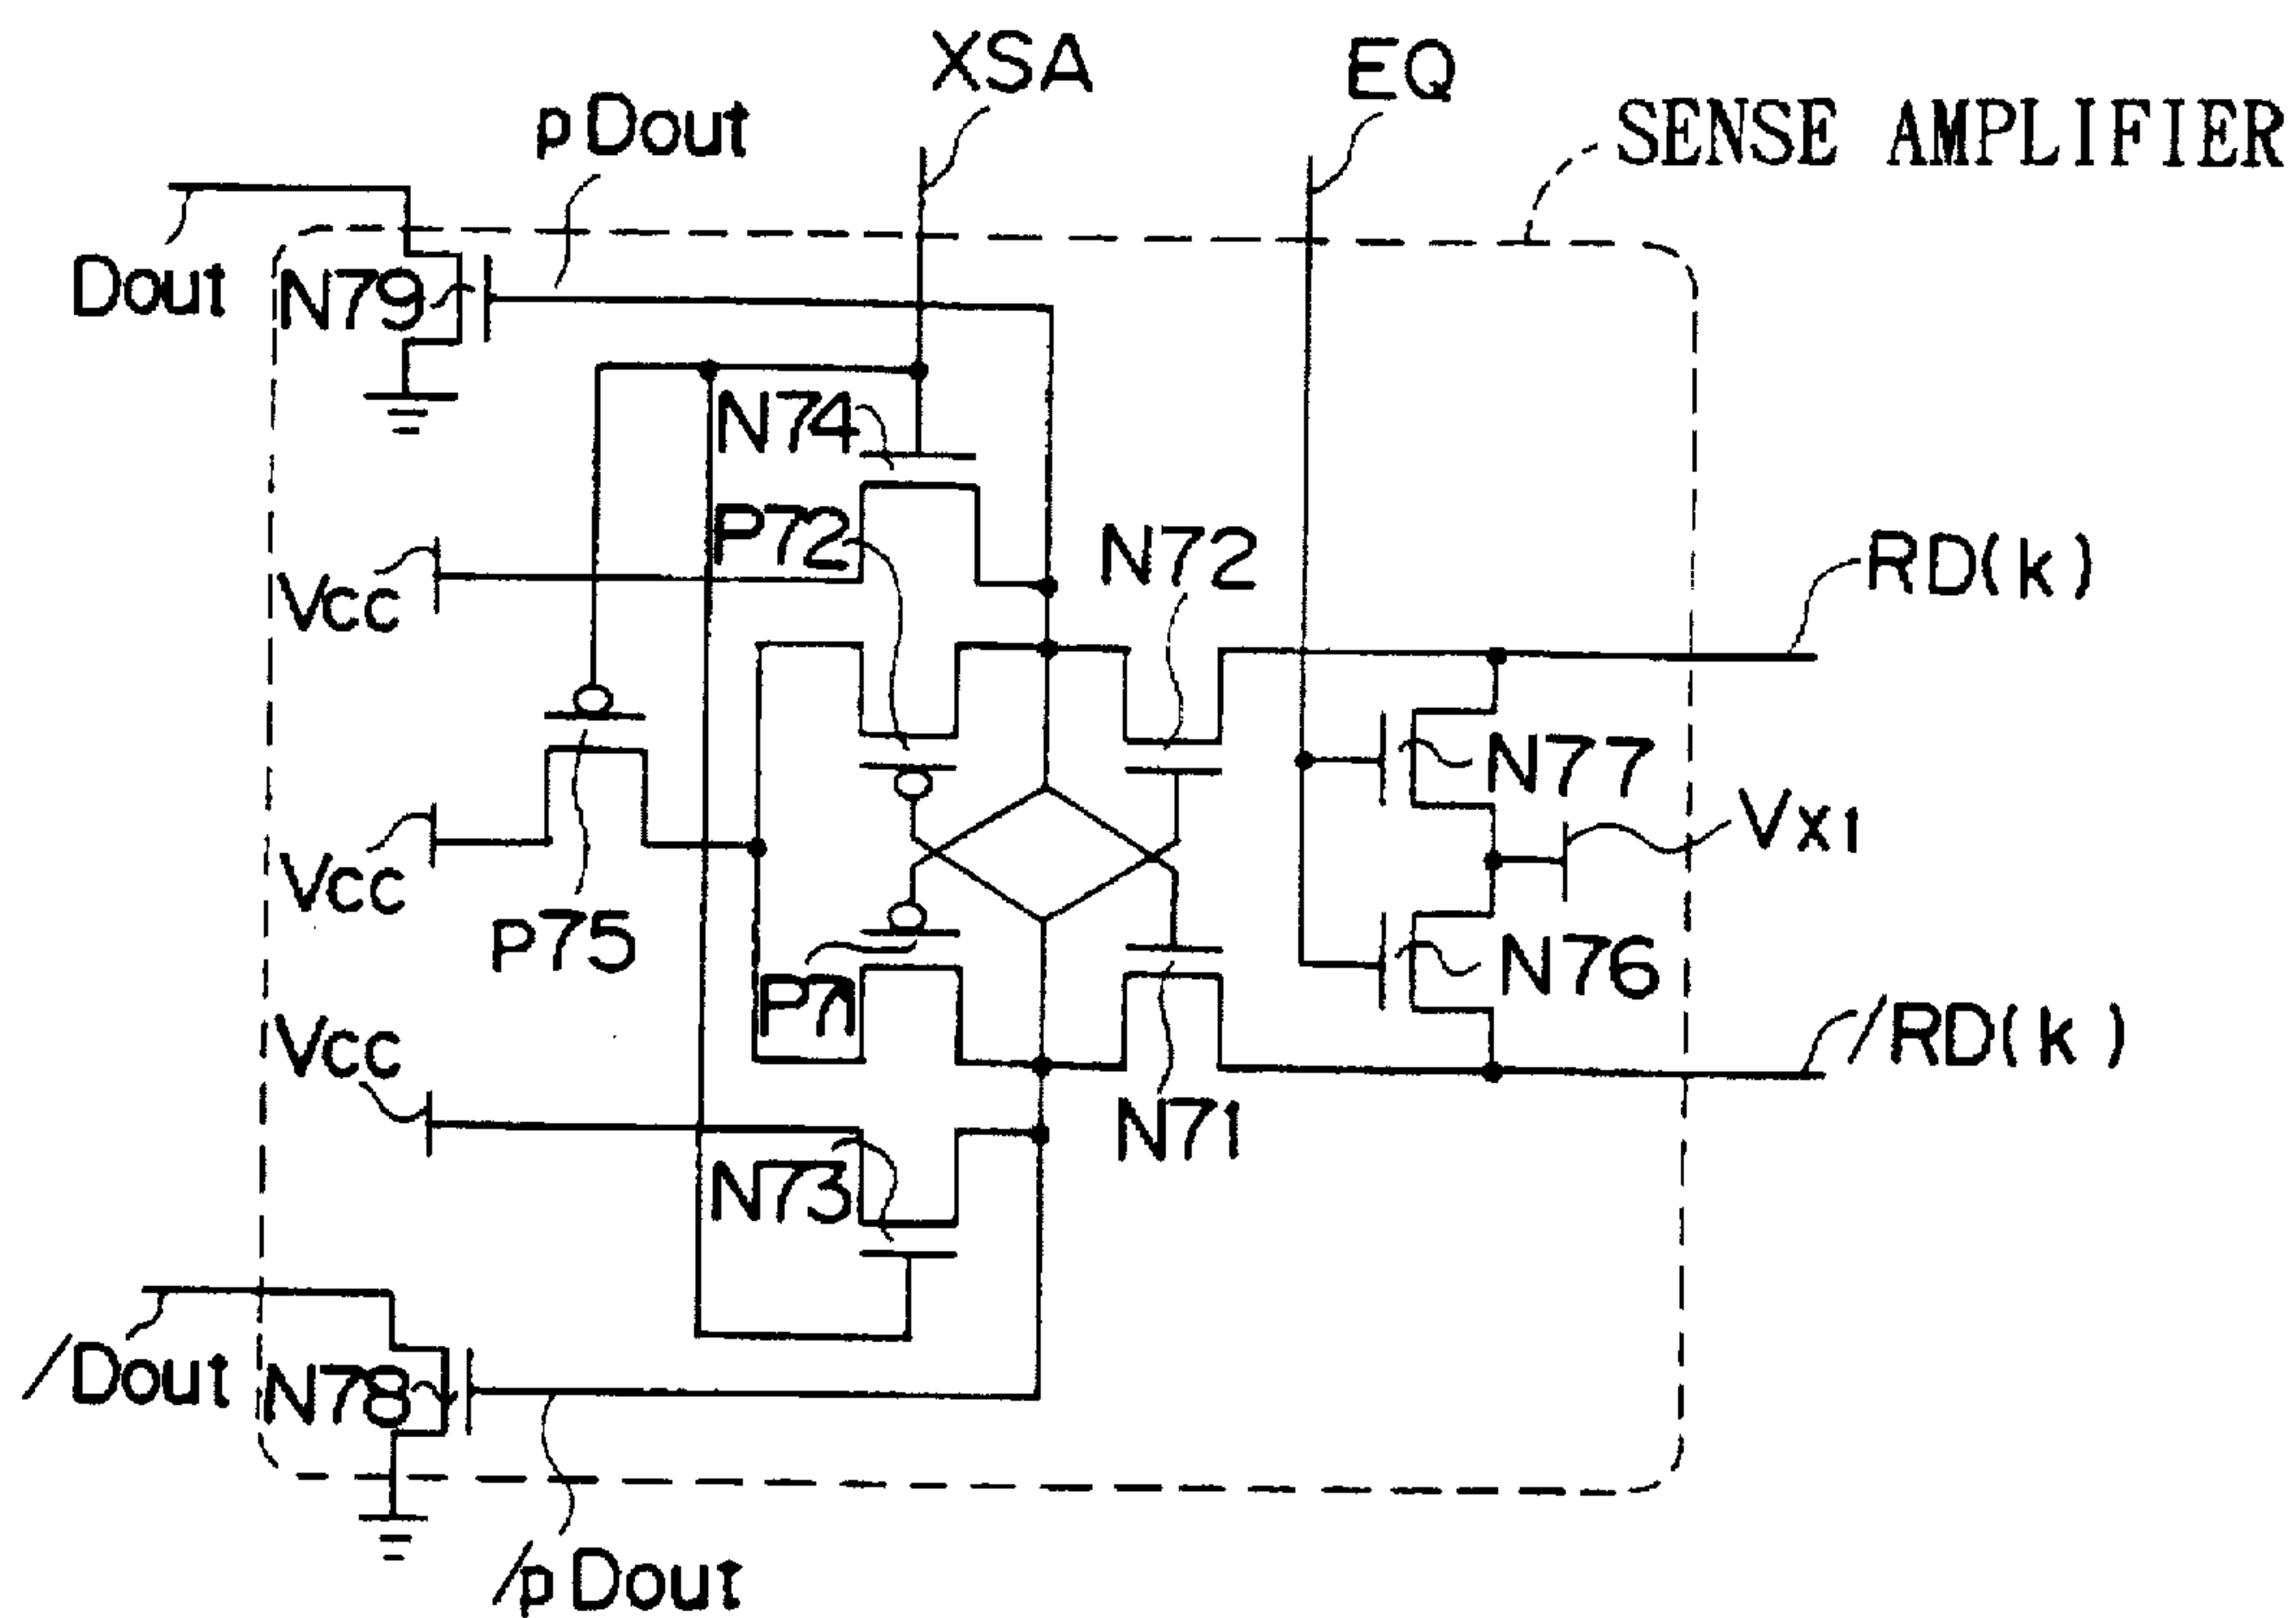 XSA
EQ
SENSE AMPLIFIER
pDout
Dout
N79
N74
P72
N72
RD(k)
Vcc
N77
Vx1
Vcc
P75
N76
P71
/RD(k)
Vcc
N71
N73
/Dout
N78
/pDout